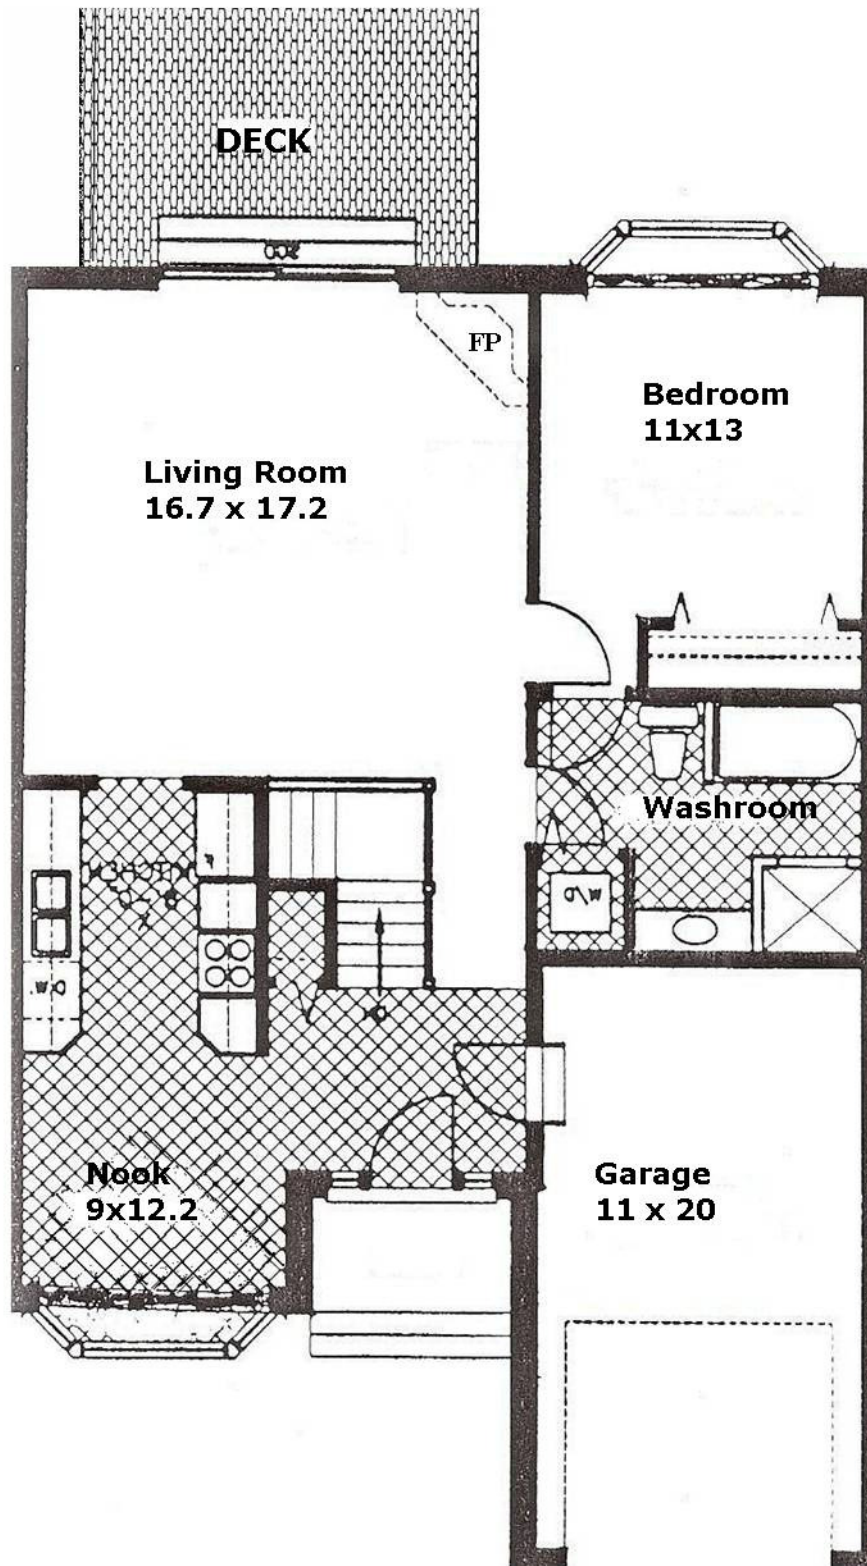 DECK
FP
Bedroom
11x13
Living Room
16.7 x 17.2
Washroom
W/D
D.W.
Nook
9x12.2
Garage
11 x 20